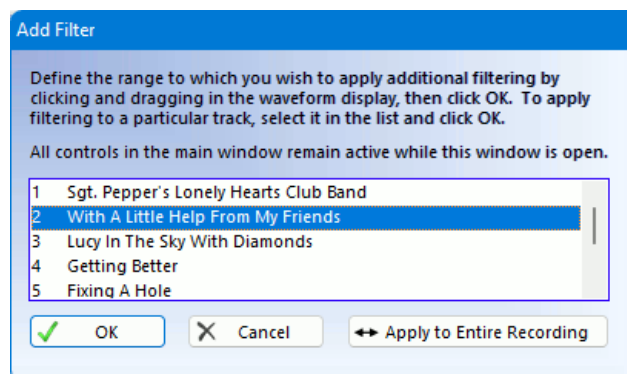 Add Filter
Define the range to which you wish to apply additional filtering by
clicking and dragging in the waveform display, then click OK. To apply
filtering to a particular track, select it in the list and click OK.
All controls in the main window remain active while this window is open.
1 Sgt. Pepper's Lonely Hearts Club Band
2 With A Little Help From My Friends
3 Lucy In The Sky With Diamonds
4 Getting Better
5 Fixing A Hole
OK Cancel Apply to Entire Recording